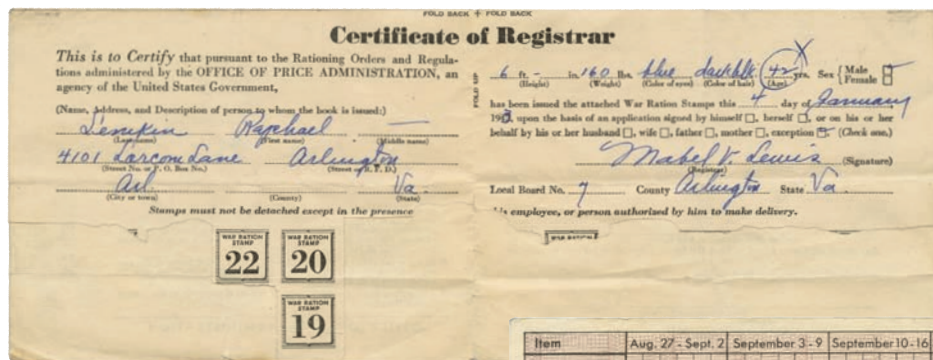 FOLD BACK + FOLD BACK
Certificate of Registrar
This is to Certify that pursuant to the Rationing Orders and Regula-
tions administered by the OFFICE OF PRICE ADMINISTRATION, an
agency of the United States Government,
(Name, Address, and Description of person to whom the book is issued:)
Lemkin Raphael —
(Last name) (First name) (Middle name)
4101 Larcom Lane Arlington
(Street No. or P. O. Box No.) (Street or R. F. D.)
Arl Va
(City or town) (County) (State)
Stamps must not be detached except in the presence
FOLD UP
6 ft. - in. 160 lbs. blue dark blk. 42 yrs. Sex { Male
Female
(Height) (Weight) (Color of eyes) (Color of hair) (Age)
has been issued the attached War Ration Stamps this 4 day of January
upon the basis of an application signed by himself □, herself □, or on his or her
behalf by his or her husband □, wife □, father □, mother □, exception □ (Check one.)
Mabel V. Lewis (Signature)
(Registrar)
Local Board No. 7 County Arlington State Va.
employee, or person authorized by him to make delivery.
WAR RATION
STAMP
22
WAR RATION
STAMP
20
WAR RATION
WAR RATION
STAMP
19
Item Aug. 27 - Sept. 2 September 3 - 9 September 10 - 16